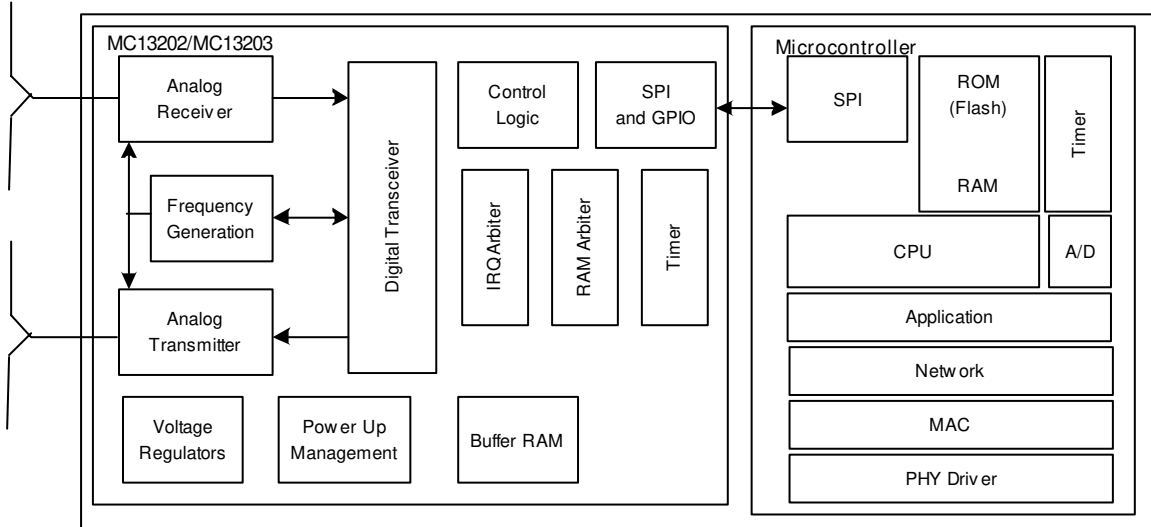 MC13202/MC13203
Analog
Receiver
Frequency
Generation
Analog
Transmitter
Voltage
Regulators
Power Up
Management
Digital Transceiver
Control
Logic
SPI
and GPIO
IRQ Arbiter
RAM Arbiter
Timer
Buffer RAM
Microcontroller
SPI
ROM
(Flash)
RAM
Timer
CPU
A/D
Application
Network
MAC
PHY Driver